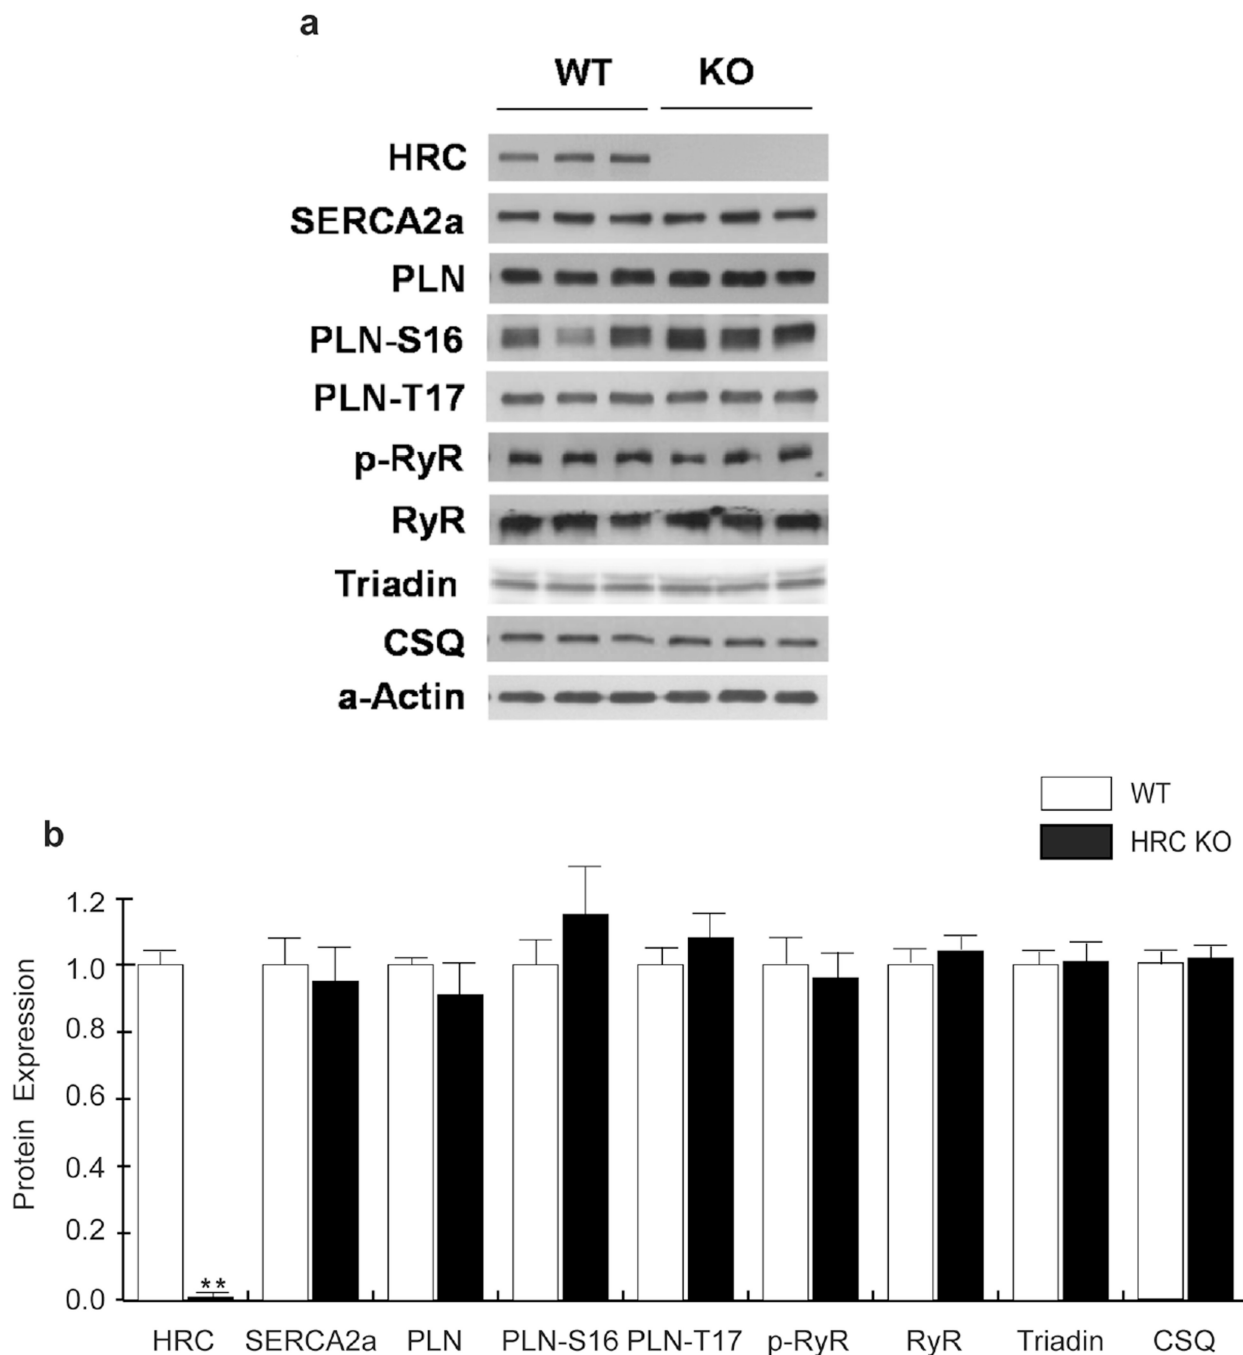 a
WT KO
HRC
SERCA2a
PLN
PLN-S16
PLN-T17
p-RyR
RyR
Triadin
CSQ
a-Actin
WT
HRC KO
b
Protein Expression
1.2
1.0
0.8
0.6
0.4
0.2
0.0
**
HRC SERCA2a PLN PLN-S16 PLN-T17 p-RyR RyR Triadin CSQ